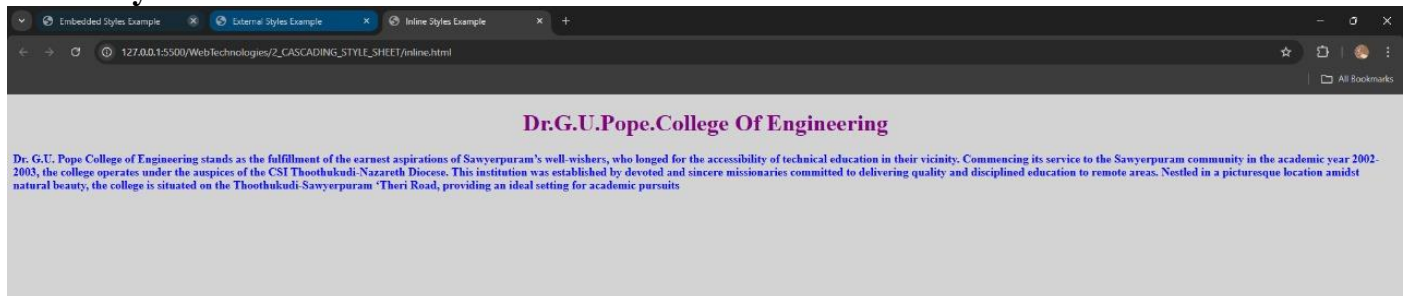 Embedded Styles Example
External Styles Example
Inline Styles Example
127.0.0.1:5500/WebTechnologies/2_CASCADING_STYLE_SHEET/inline.html
All Bookmarks
Dr.G.U.Pope.College Of Engineering
Dr. G.U. Pope College of Engineering stands as the fulfillment of the earnest aspirations of Sawyerpuram’s well-wishers, who longed for the accessibility of technical education in their vicinity. Commencing its service to the Sawyerpuram community in the academic year 2002-
2003, the college operates under the auspices of the CSI Thoothukudi-Nazareth Diocese. This institution was established by devoted and sincere missionaries committed to delivering quality and disciplined education to remote areas. Nestled in a picturesque location amidst
natural beauty, the college is situated on the Thoothukudi-Sawyerpuram ‘Theri Road, providing an ideal setting for academic pursuits